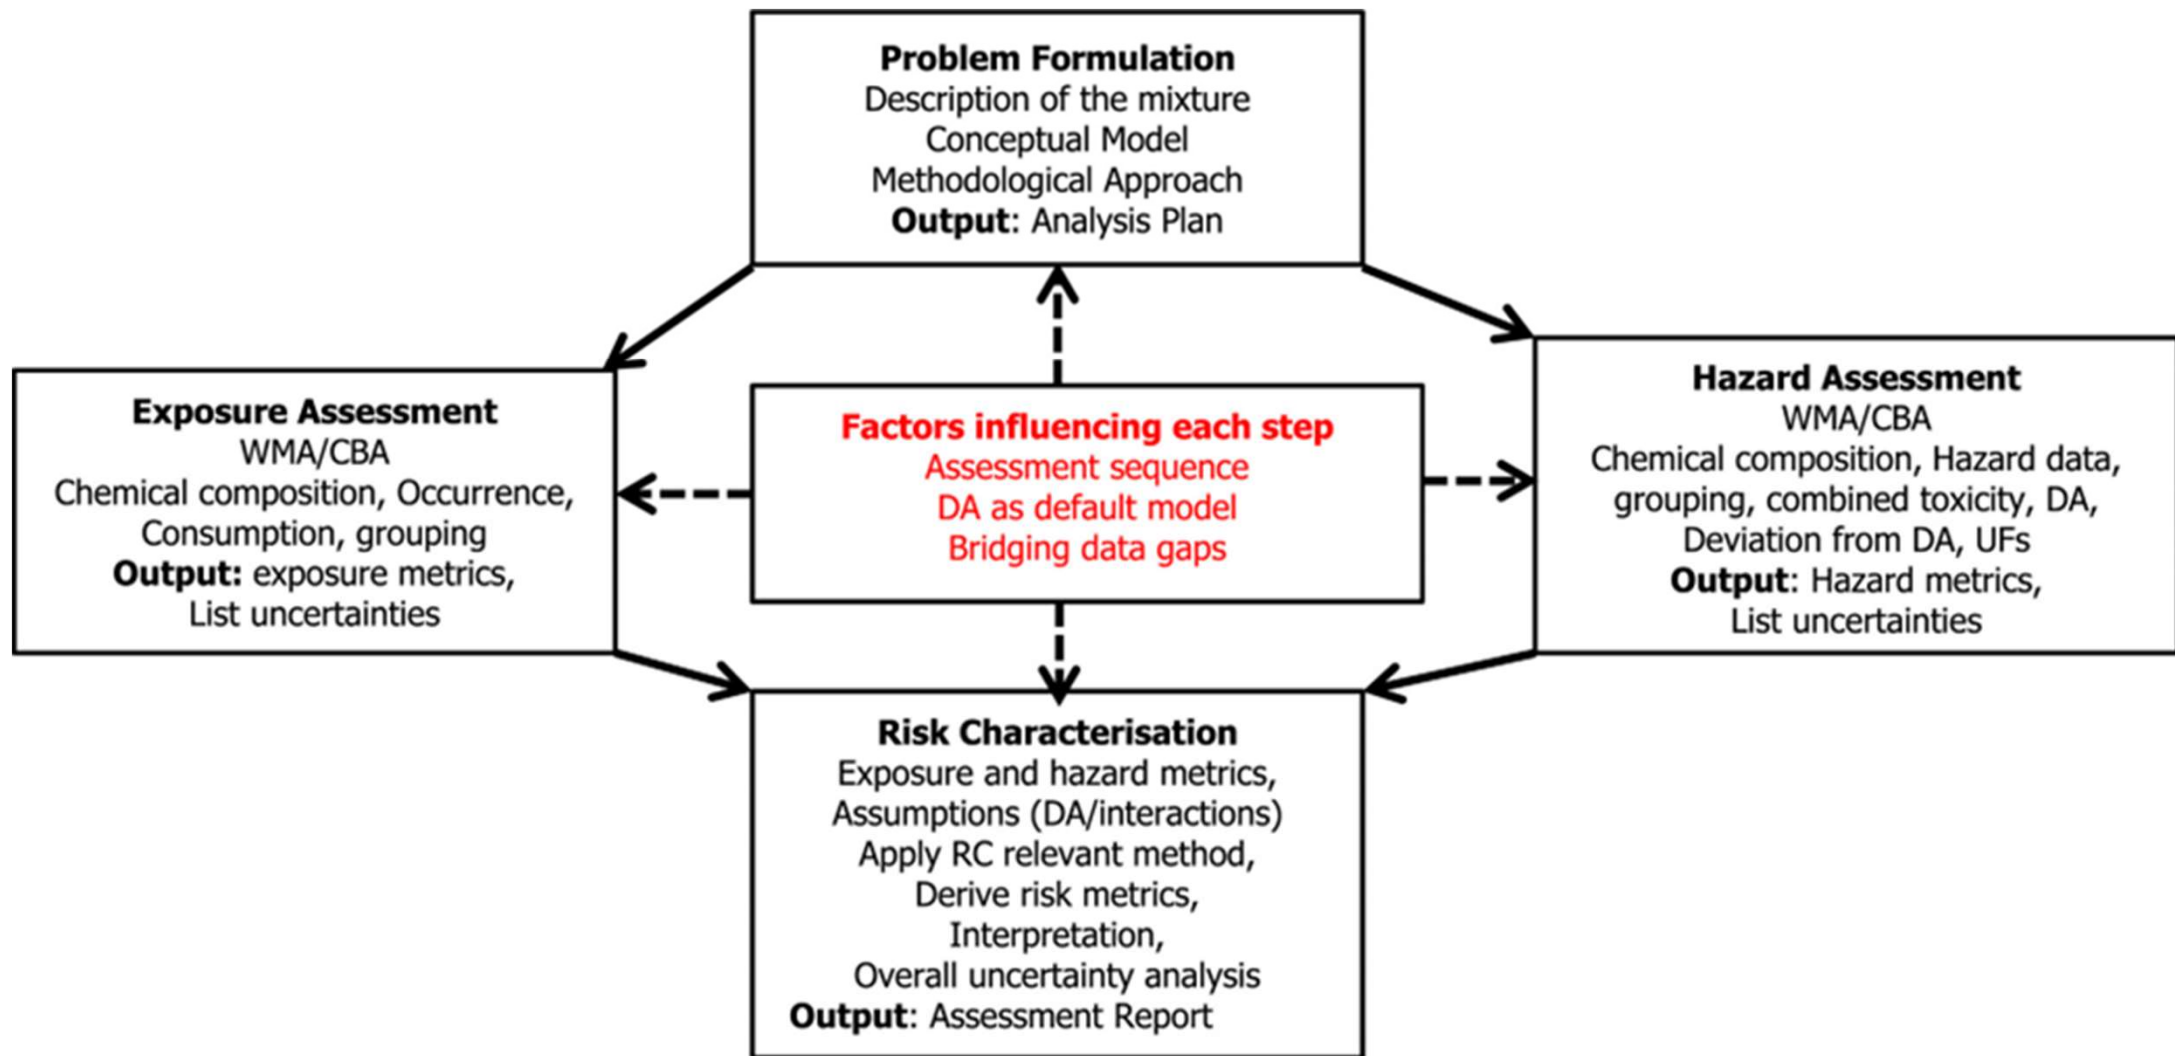 Problem Formulation
Description of the mixture
Conceptual Model
Methodological Approach
Output: Analysis Plan
Exposure Assessment
WMA/CBA
Chemical composition, Occurrence,
Consumption, grouping
Output: exposure metrics,
List uncertainties
Factors influencing each step
Assessment sequence
DA as default model
Bridging data gaps
Hazard Assessment
WMA/CBA
Chemical composition, Hazard data,
grouping, combined toxicity, DA,
Deviation from DA, UFs
Output: Hazard metrics,
List uncertainties
Risk Characterisation
Exposure and hazard metrics,
Assumptions (DA/interactions)
Apply RC relevant method,
Derive risk metrics,
Interpretation,
Overall uncertainty analysis
Output: Assessment Report